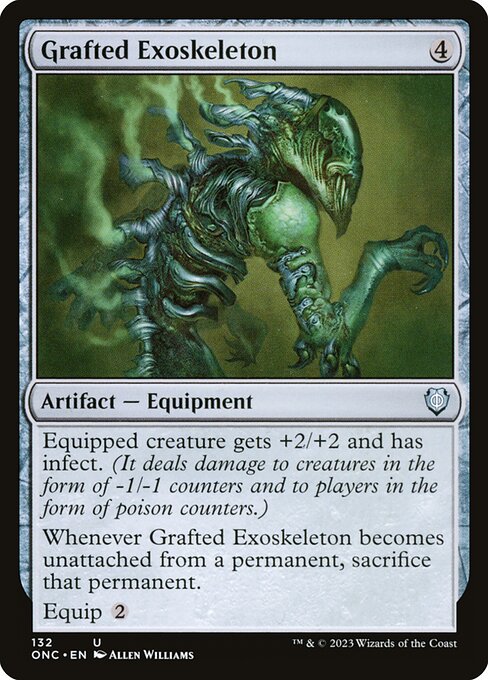 Grafted Exoskeleton 4
Artifact — Equipment
Equipped creature gets +2/+2 and has
infect. (It deals damage to creatures in the
form of -1/-1 counters and to players in the
form of poison counters.)
Whenever Grafted Exoskeleton becomes
unattached from a permanent, sacrifice
that permanent.
Equip 2
132 U
ONC • EN Allen Williams
™ & © 2023 Wizards of the Coast